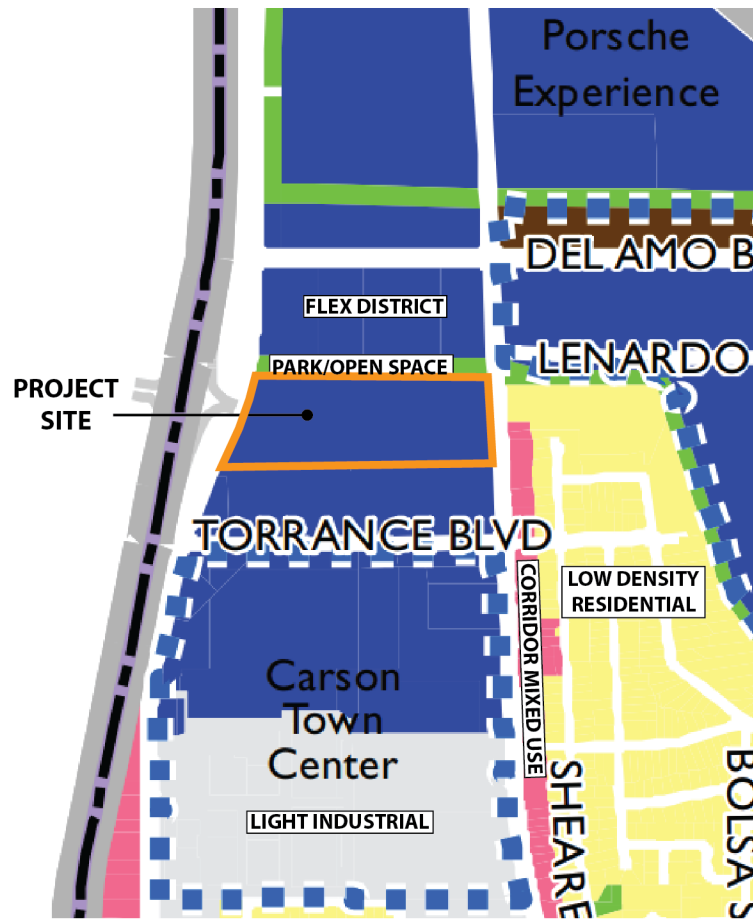 Porsche
Experience
DEL AMO B
FLEX DISTRICT
LENARDO
PARK/OPEN SPACE
PROJECT
SITE
TORRANCE BLVD
CORRIDOR MIXED USE
LOW DENSITY
RESIDENTIAL
Carson
Town
Center
LIGHT INDUSTRIAL
SHEARE
BOLSA S